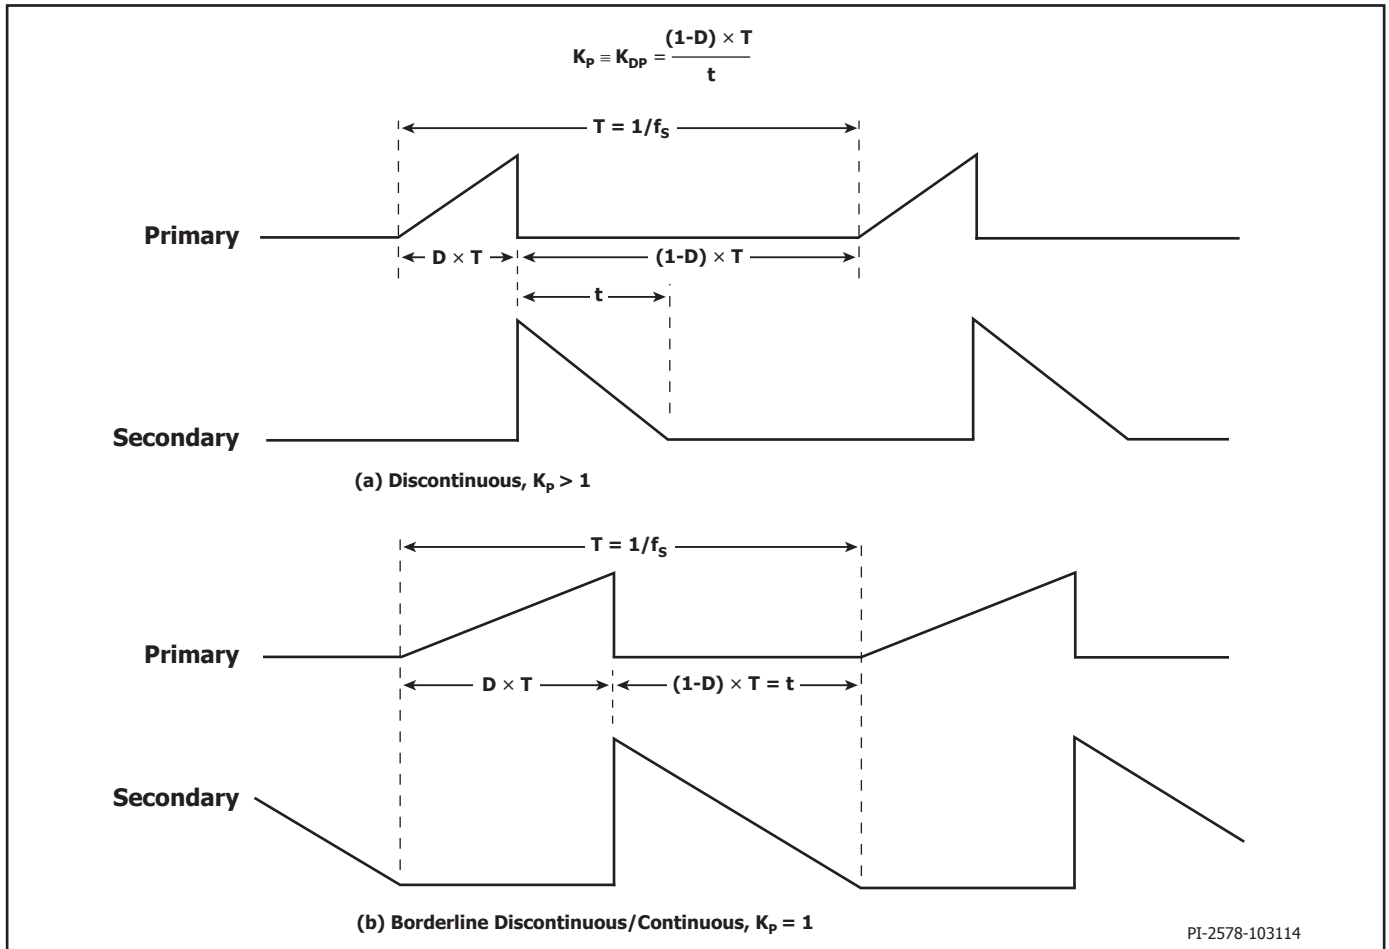 K_P ≡ K_DP = (1-D) × T / t
T = 1/f_S
Primary
D × T
(1-D) × T
t
Secondary
(a) Discontinuous, K_P > 1
T = 1/f_S
Primary
D × T
(1-D) × T = t
Secondary
(b) Borderline Discontinuous/Continuous, K_P = 1
PI-2578-103114